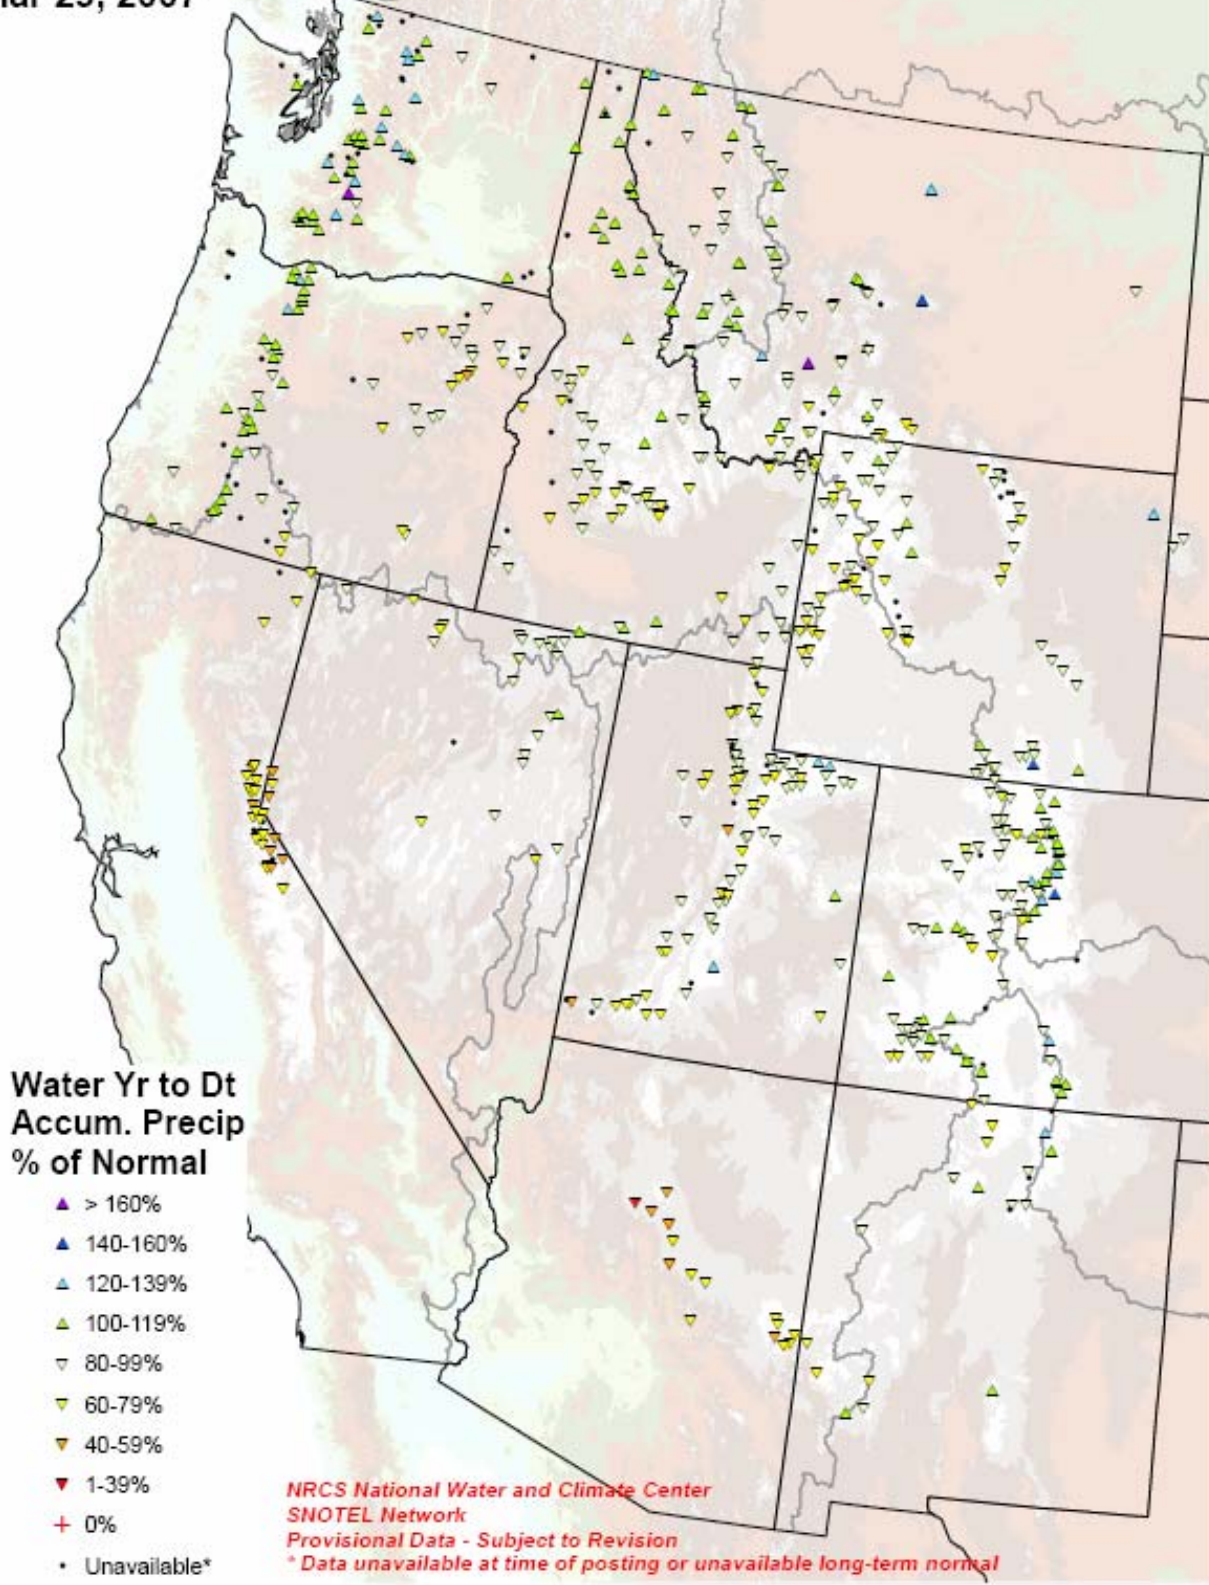 29, 2007
Water Yr to Dt
Accum. Precip
% of Normal
> 160%
140-160%
120-139%
100-119%
80-99%
60-79%
40-59%
1-39%
0%
Unavailable*
NRCS National Water and Climate Center
SNOTEL Network
Provisional Data - Subject to Revision
* Data unavailable at time of posting or unavailable long-term normal